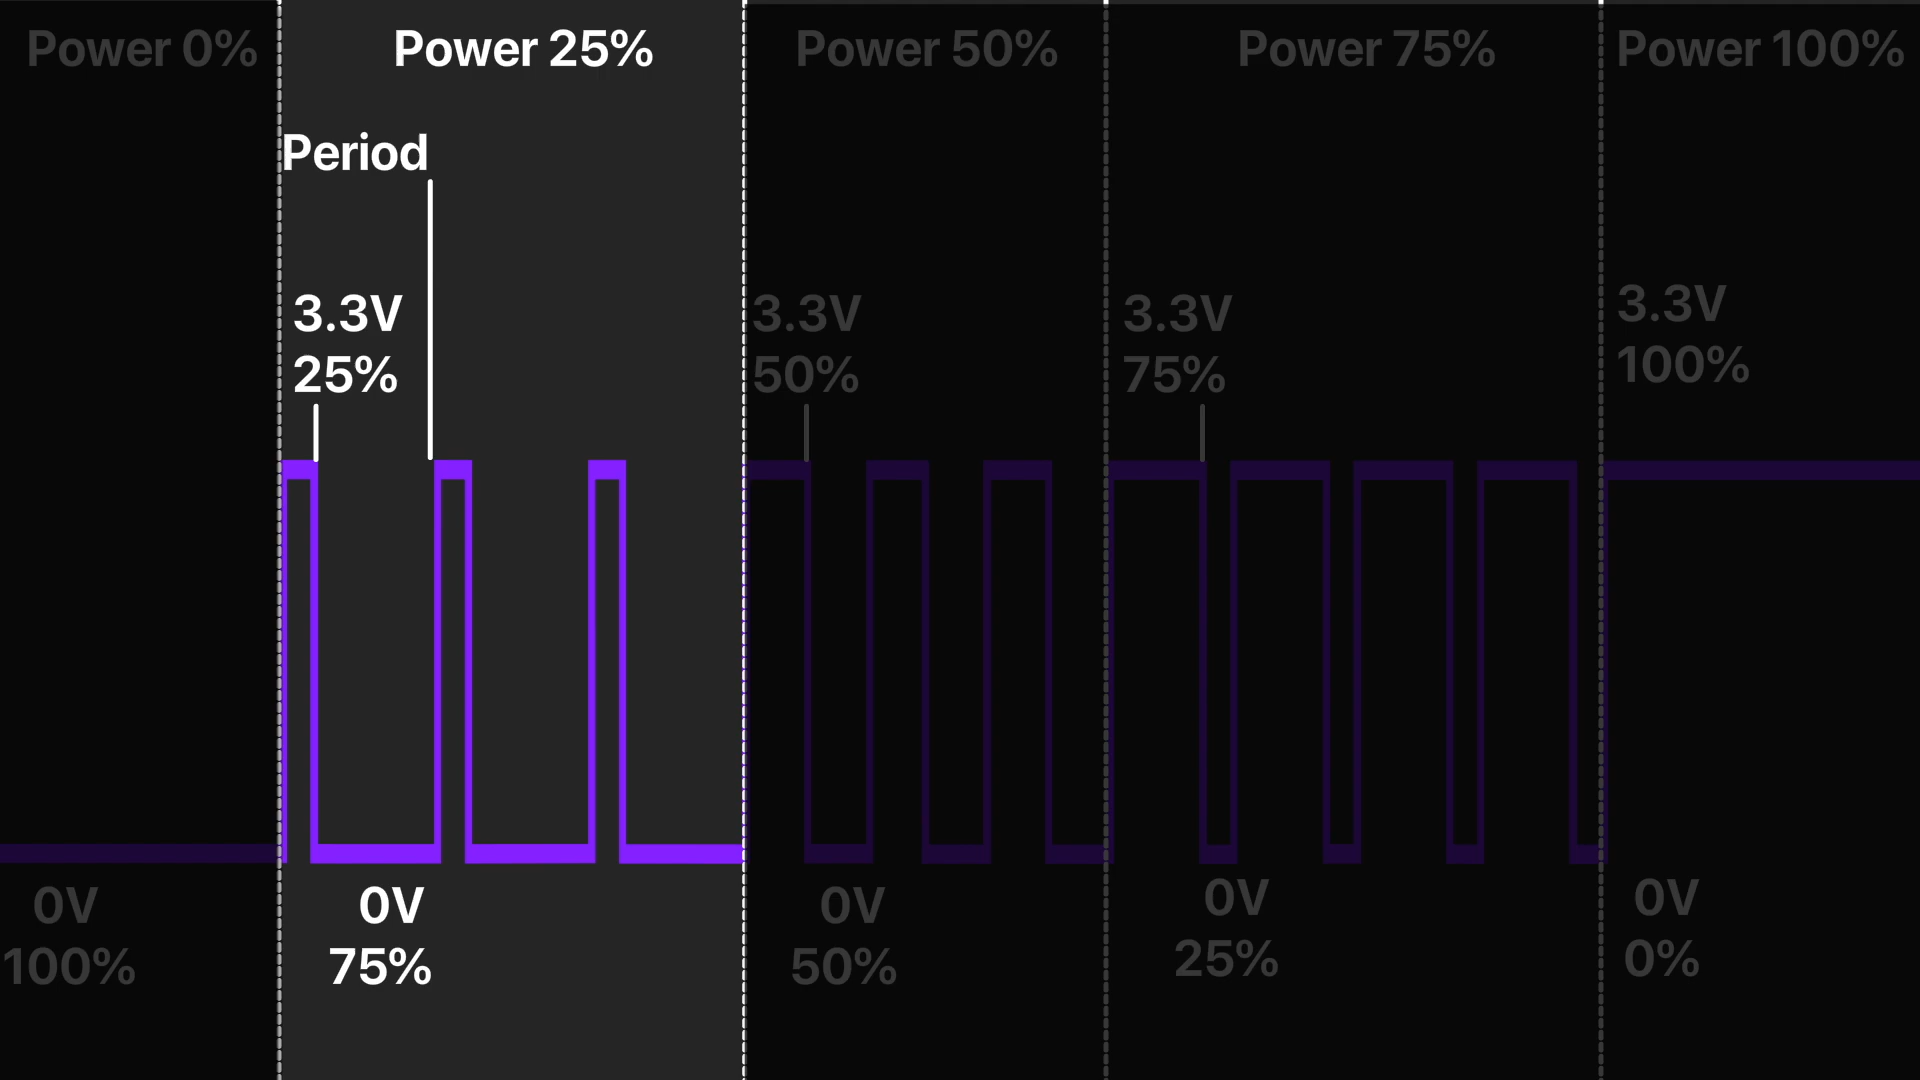 Power 0%
Power 25%
Power 50%
Power 75%
Power 100%
Period
3.3V
25%
3.3V
50%
3.3V
75%
3.3V
100%
0V
100%
0V
75%
0V
50%
0V
25%
0V
0%